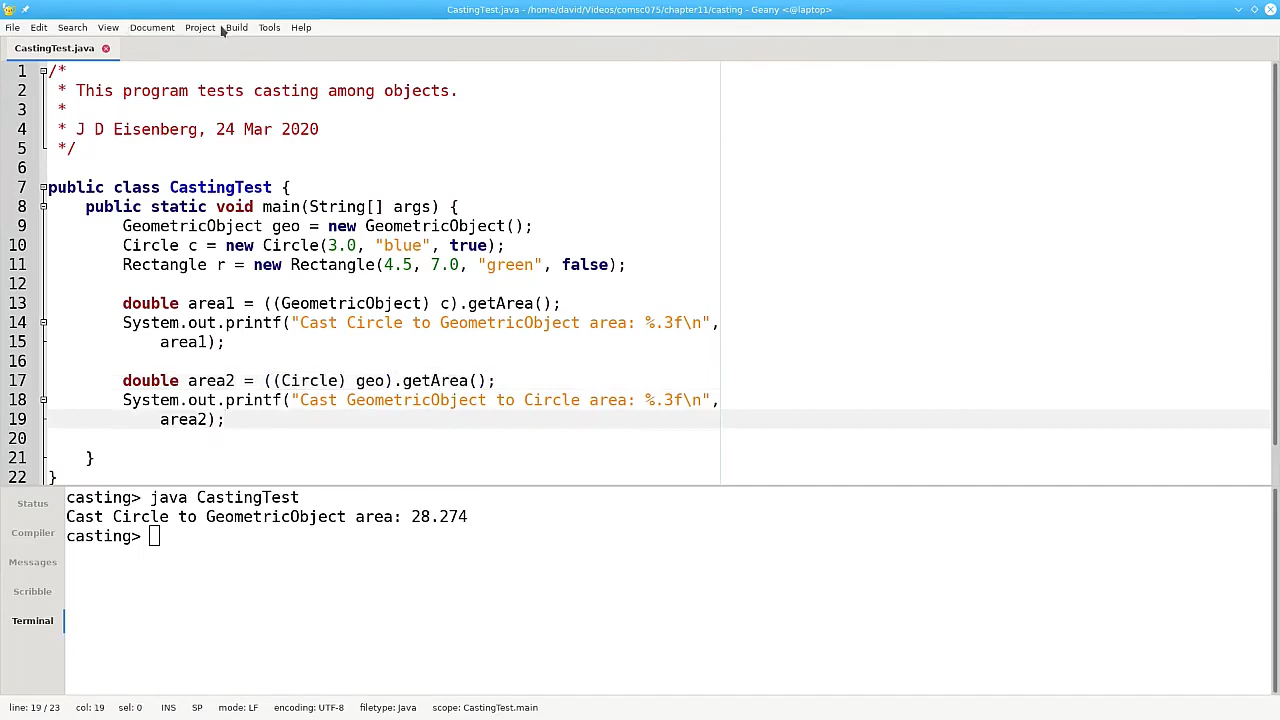 CastingTest.java - /home/david/Videos/comsc075/chapter11/casting - Geany <@laptop>
File Edit Search View Document Project Build Tools Help
CastingTest.java
1 /*
2  * This program tests casting among objects.
3  *
4  * J D Eisenberg, 24 Mar 2020
5  */
6
7 public class CastingTest {
8     public static void main(String[] args) {
9         GeometricObject geo = new GeometricObject();
10         Circle c = new Circle(3.0, "blue", true);
11         Rectangle r = new Rectangle(4.5, 7.0, "green", false);
12
13         double area1 = ((GeometricObject) c).getArea();
14         System.out.printf("Cast Circle to GeometricObject area: %.3f\n",
15             area1);
16
17         double area2 = ((Circle) geo).getArea();
18         System.out.printf("Cast GeometricObject to Circle area: %.3f\n",
19             area2);
20
21     }
22 }
Status
Compiler
Messages
Scribble
Terminal
casting> java CastingTest
Cast Circle to GeometricObject area: 28.274
casting>
line: 19 / 23 col: 19 sel: 0 INS SP mode: LF encoding: UTF-8 filetype: Java scope: CastingTest.main